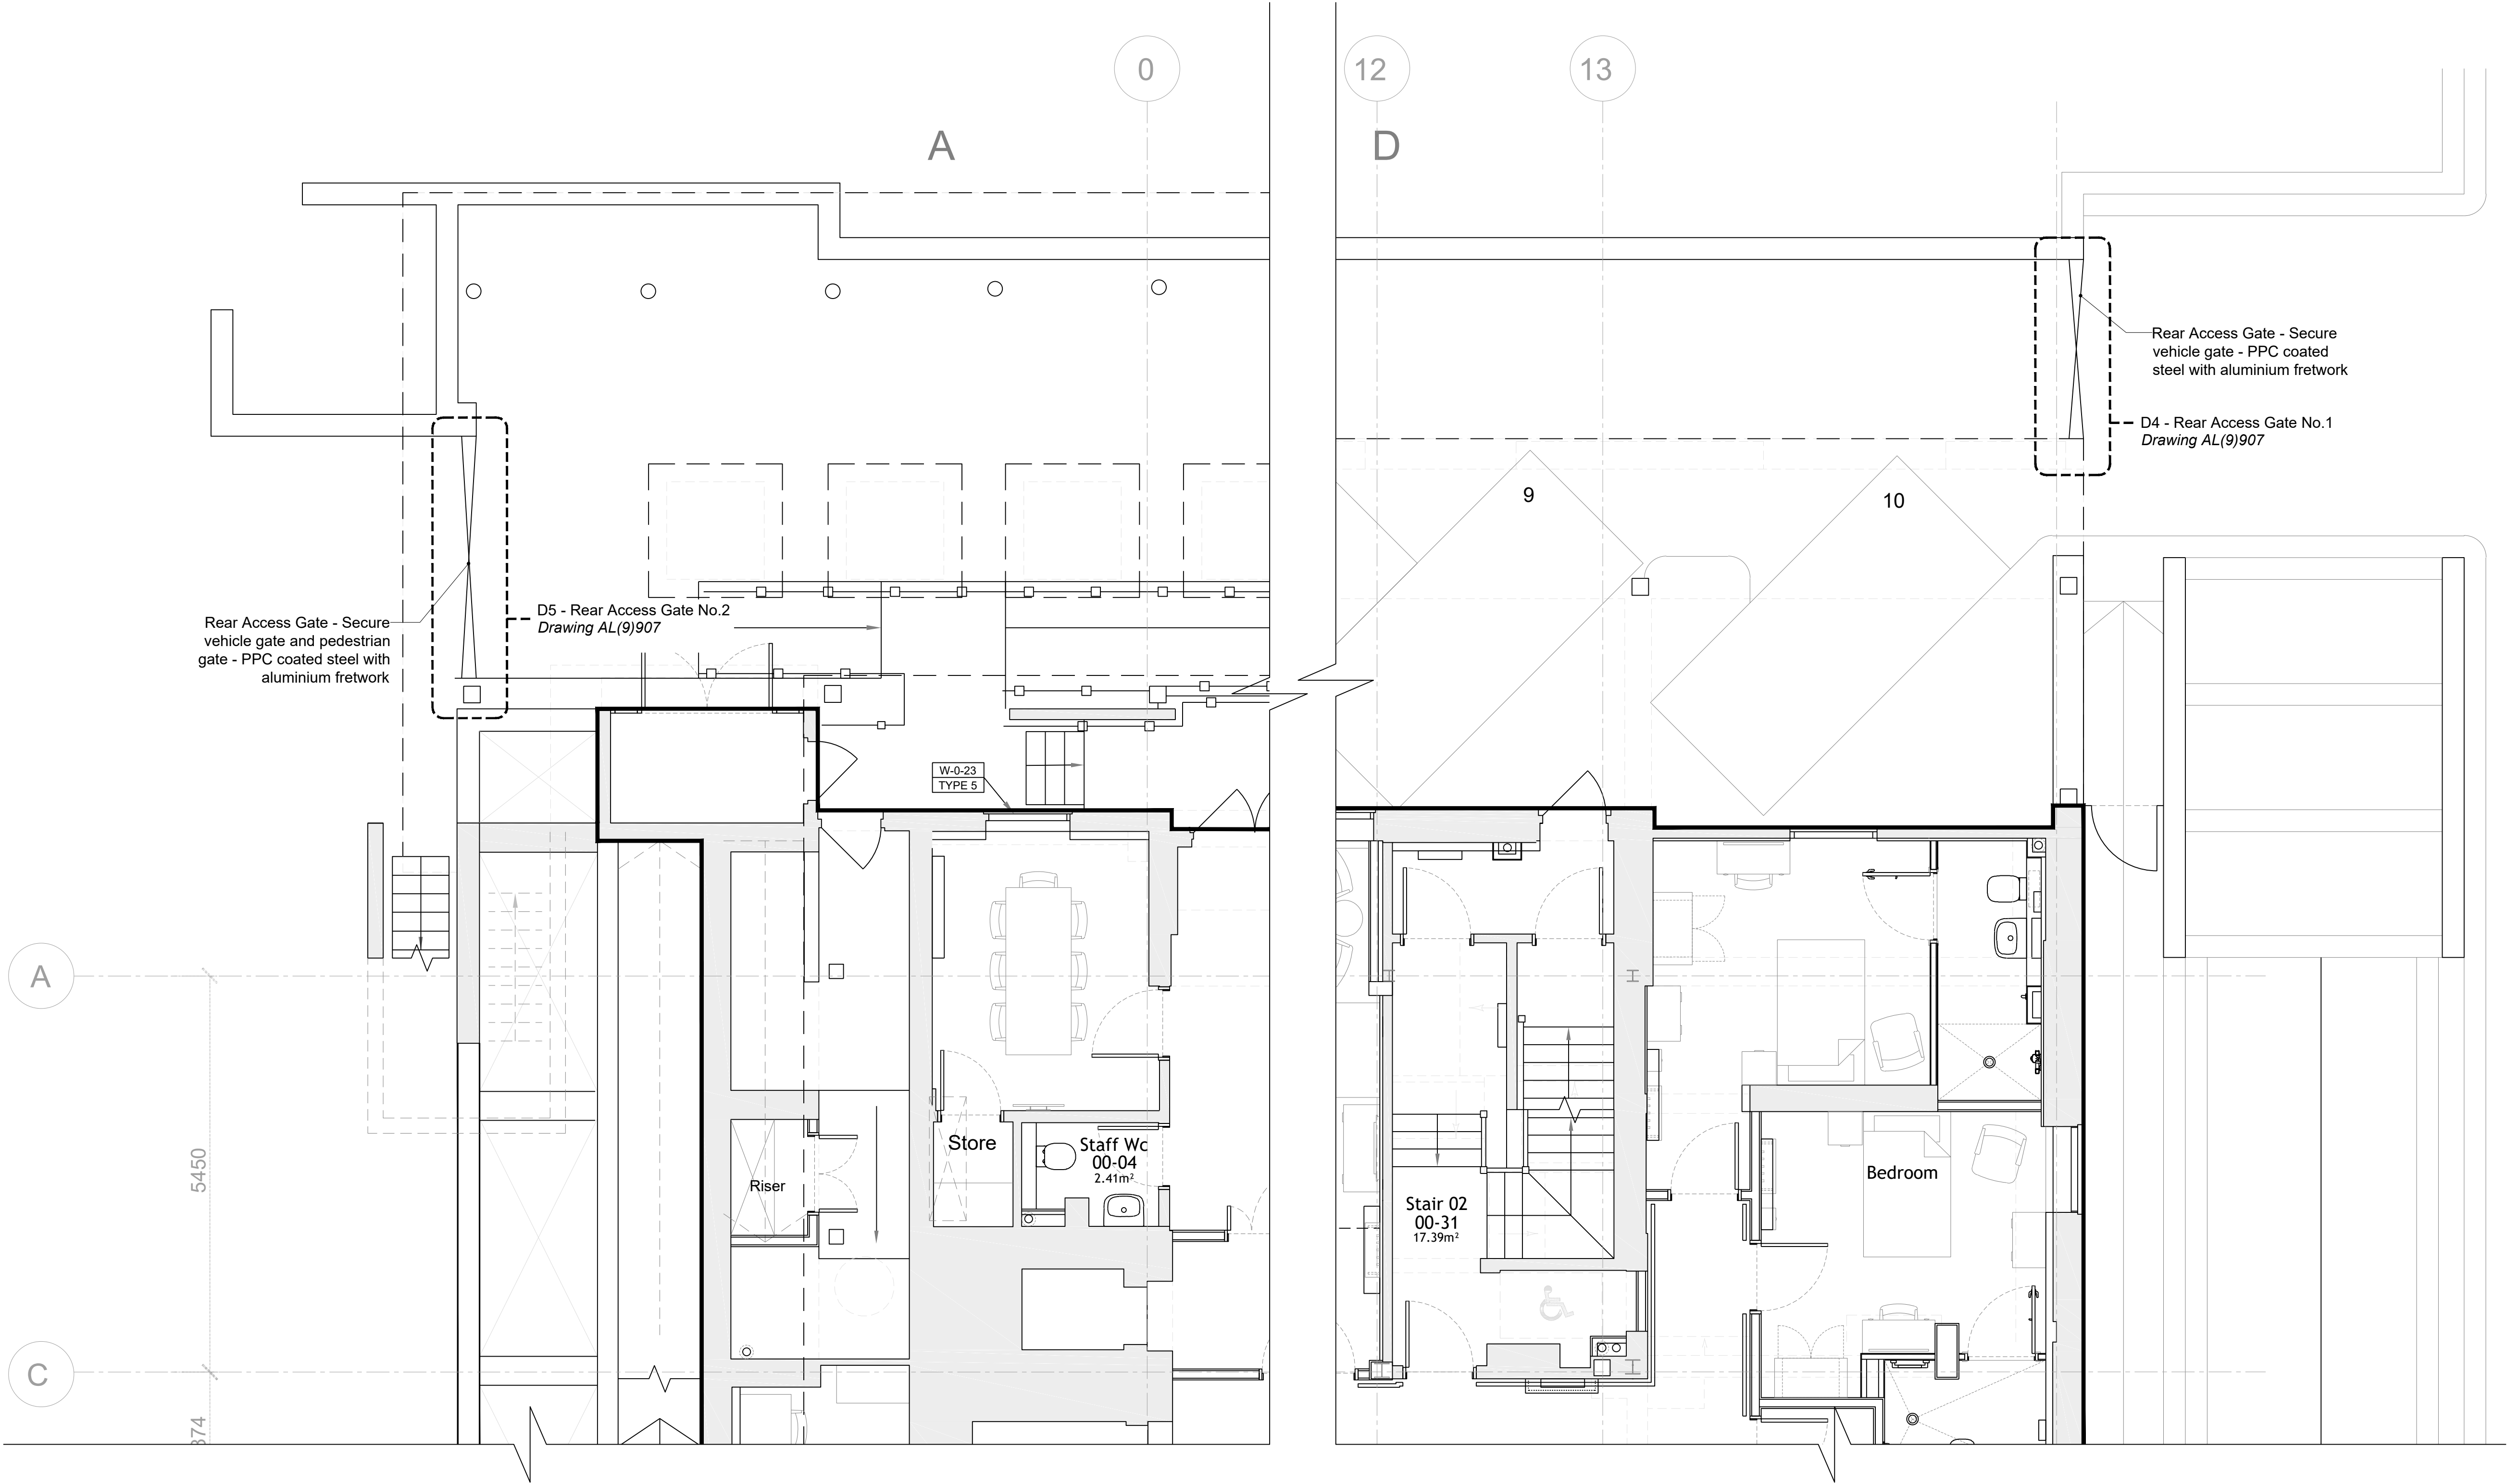 0
12
13
A
D
Rear Access Gate - Secure
vehicle gate - PPC coated
steel with aluminium fretwork
D4 - Rear Access Gate No.1
Drawing AL(9)907
9
10
D5 - Rear Access Gate No.2
Drawing AL(9)907
Rear Access Gate - Secure
vehicle gate and pedestrian
gate - PPC coated steel with
aluminium fretwork
W-0-23
TYPE 5
A
Store
Staff Wc
00-04
2.41m²
Riser
5450
Bedroom
Stair 02
00-31
17.39m²
C